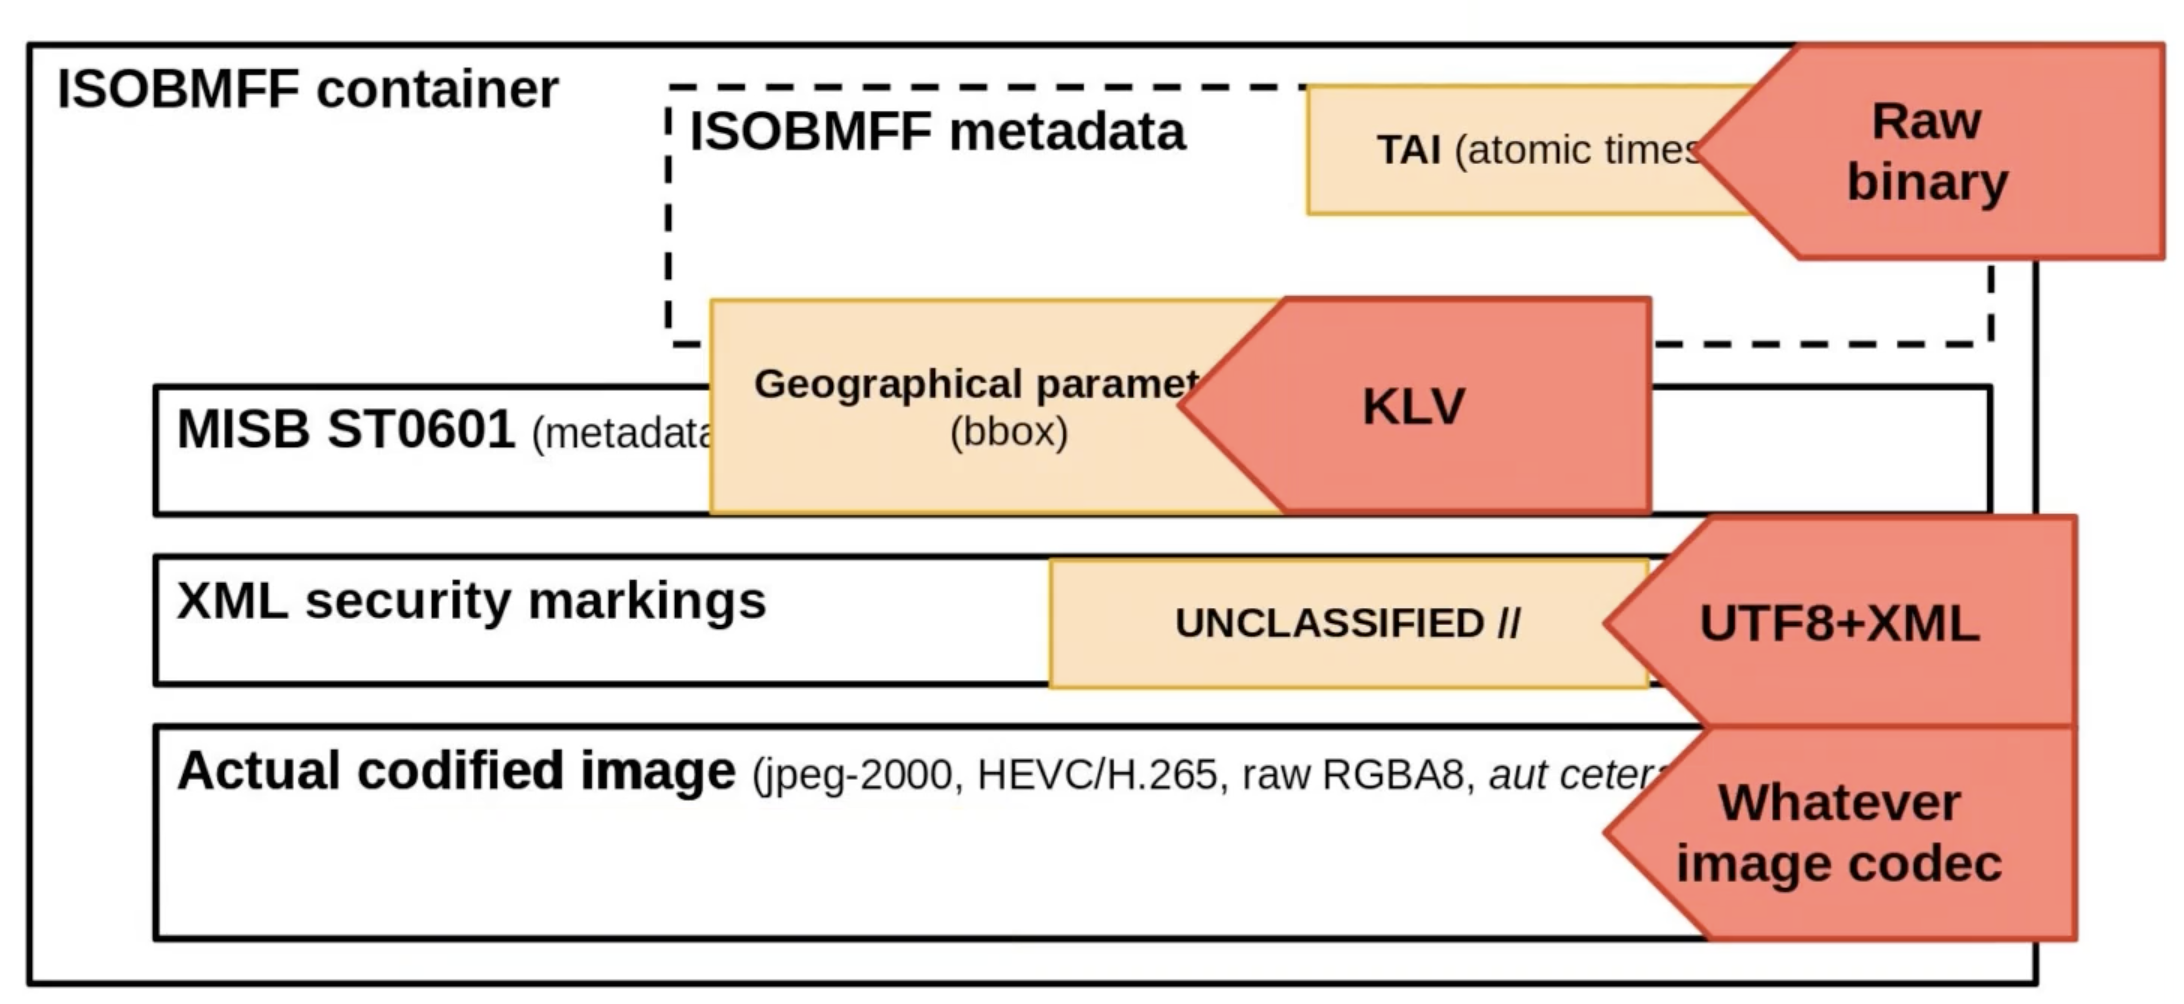 ISOBMFF container
ISOBMFF metadata
TAI (atomic times
Raw
binary
Geographical paramet
(bbox)
KLV
MISB ST0601 (metadata
XML security markings
UNCLASSIFIED //
UTF8+XML
Actual codified image (jpeg-2000, HEVC/H.265, raw RGBA8, aut cetera
Whatever
image codec